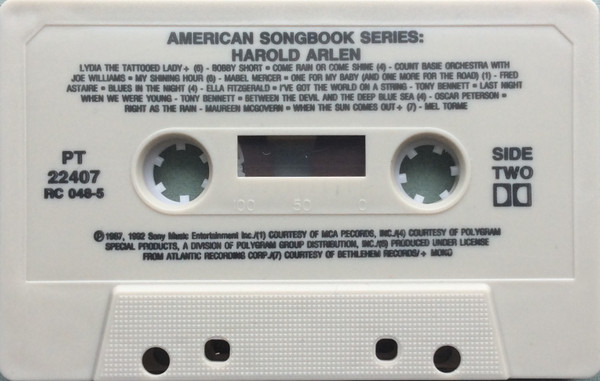 AMERICAN SONGBOOK SERIES:
HAROLD ARLEN
LYDIA THE TATTOOED LADY+ (6) - BOBBY SHORT • COME RAIN OR COME SHINE (4) - COUNT BASIE ORCHESTRA WITH
JOE WILLIAMS • MY SHINING HOUR (6) - MABEL MERCER • ONE FOR MY BABY (AND ONE MORE FOR THE ROAD) (1) - FRED
ASTAIRE • BLUES IN THE NIGHT (4) - ELLA FITZGERALD • I'VE GOT THE WORLD ON A STRING - TONY BENNETT • LAST NIGHT
WHEN WE WERE YOUNG - TONY BENNETT • BETWEEN THE DEVIL AND THE DEEP BLUE SEA (4) - OSCAR PETERSON •
RIGHT AS THE RAIN - MAUREEN MCGOVERN • WHEN THE SUN COMES OUT+ (7) - MEL TORME
PT
22407
RC 048-5
SIDE
TWO
100 50 0
℗1987, 1992 Sony Music Entertainment Inc./(1) COURTESY OF MCA RECORDS, INC./(4) COURTESY OF POLYGRAM
SPECIAL PRODUCTS, A DIVISION OF POLYGRAM GROUP DISTRIBUTION, INC./(6) PRODUCED UNDER LICENSE
FROM ATLANTIC RECORDING CORP./(7) COURTESY OF BETHLEHEM RECORDS/+ MONO